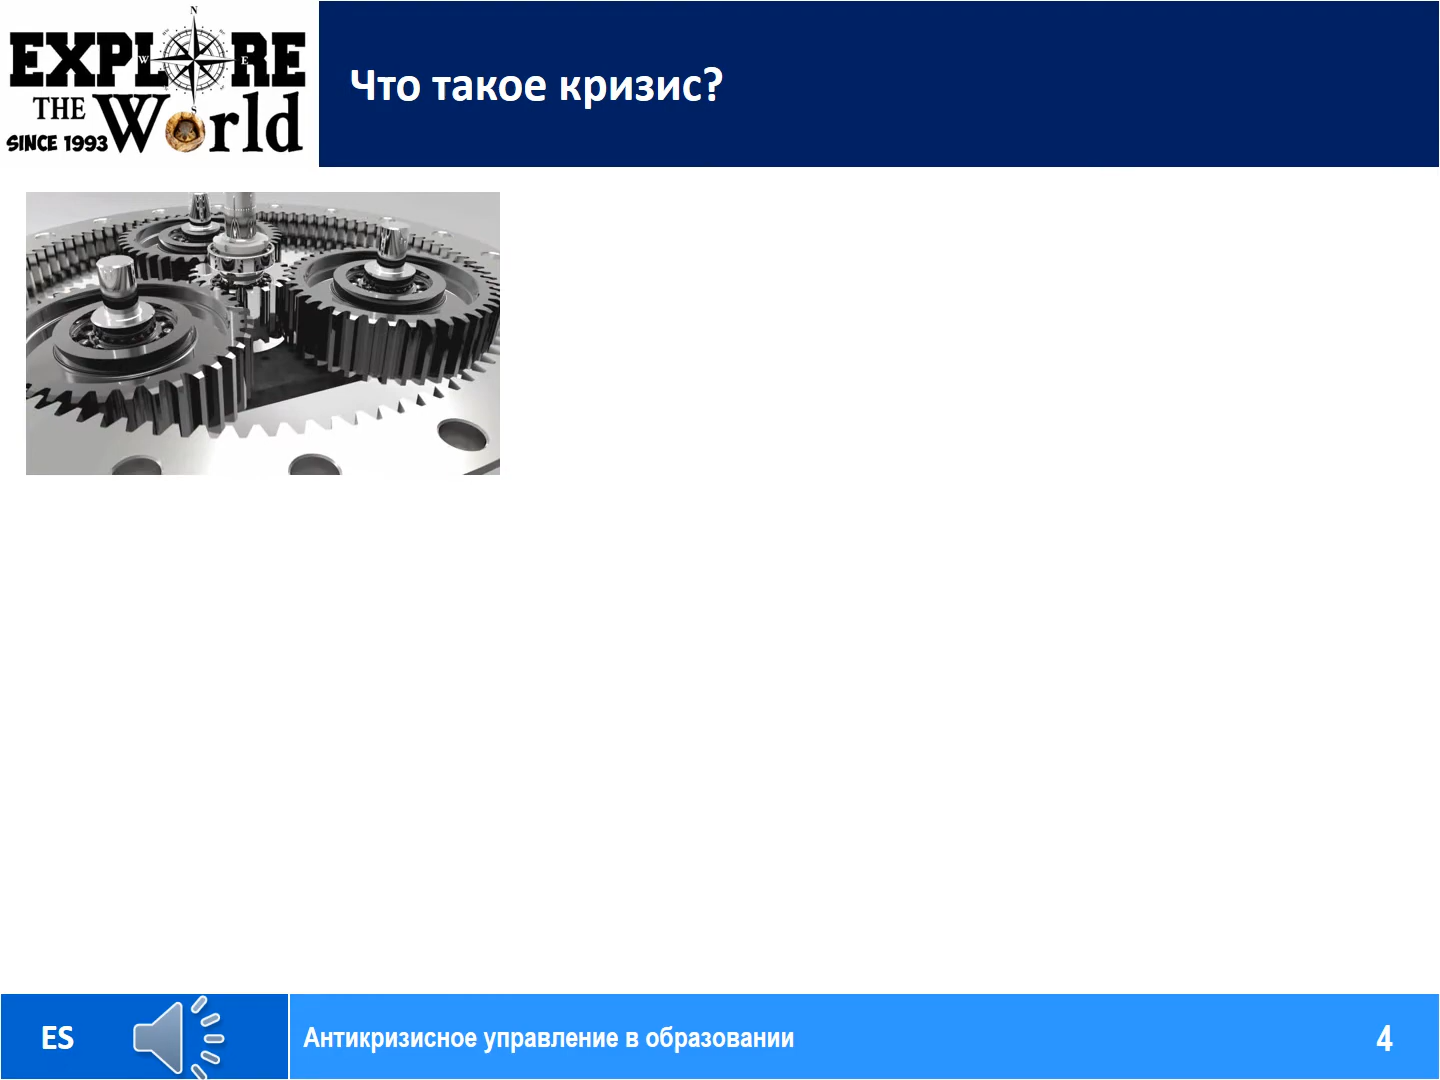 N
EXPLORE
W E
S
THE World
SINCE 1993
Что такое кризис?
ES
Антикризисное управление в образовании
4